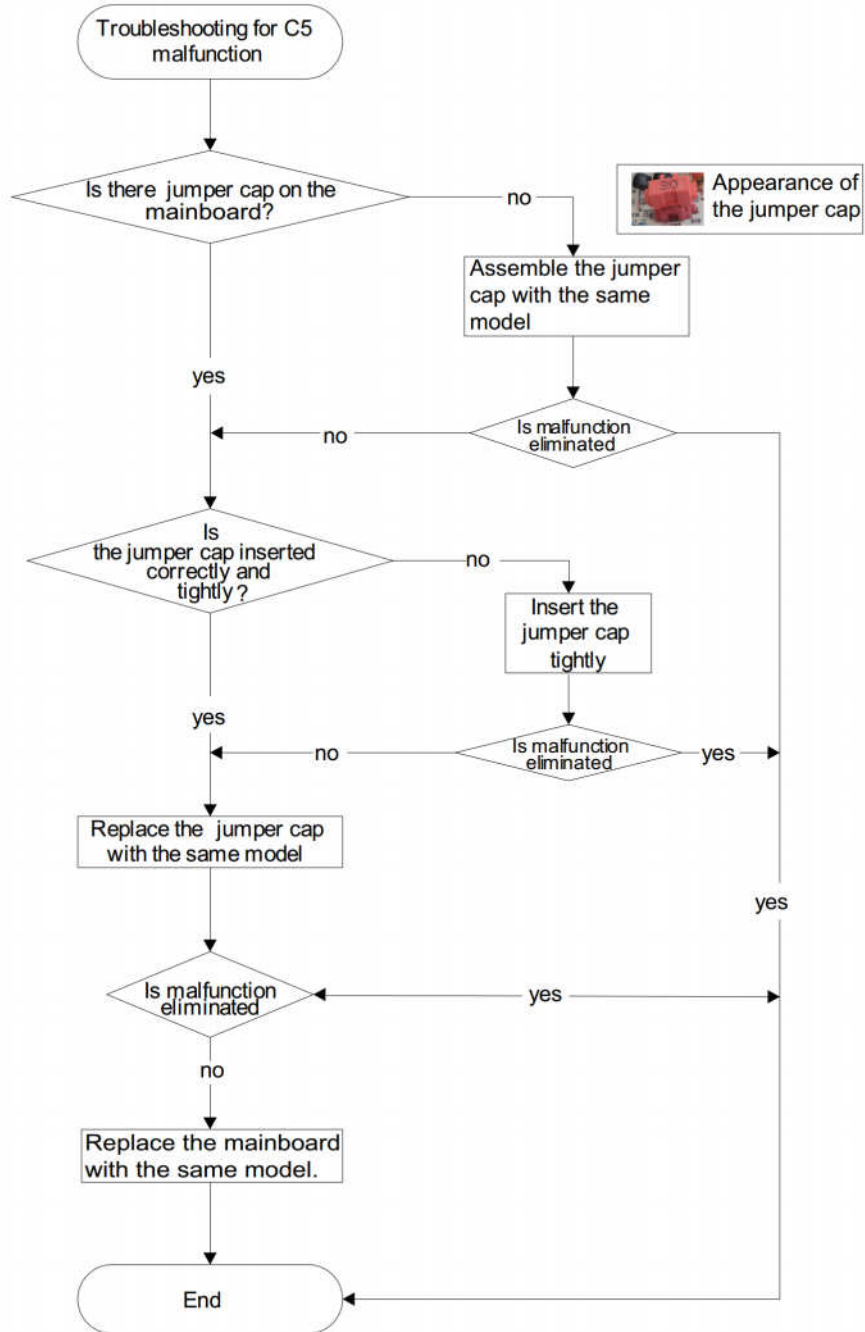 Troubleshooting for C5
malfunction
Is there jumper cap on the
mainboard?
no
Appearance of
the jumper cap
Assemble the jumper
cap with the same
model
yes
Is malfunction
eliminated
no
Is
the jumper cap inserted
correctly and
tightly?
no
Insert the
jumper cap
tightly
yes
Is malfunction
eliminated
no
yes
Replace the jumper cap
with the same model
yes
Is malfunction
eliminated
yes
no
Replace the mainboard
with the same model.
End